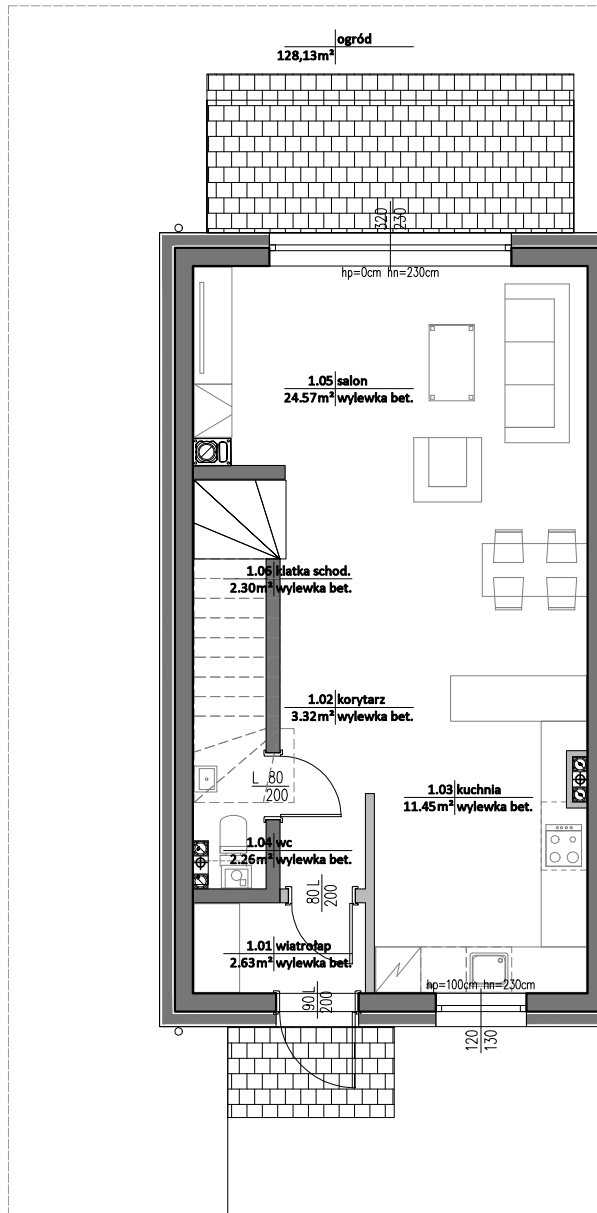 ogród
128,13m²
320
230
hp=0cm hn=230cm
1.05 salon
24.57m² wylewka bet.
1.06 klatka schod.
2.30m² wylewka bet.
1.02 korytarz
3.32m² wylewka bet.
L 80
200
1.03 kuchnia
11.45m² wylewka bet.
1.04 wc
2.26m² wylewka bet.
80 L
200
1.01 wiatrołap
2.63m² wylewka bet.
hp=100cm hn=230cm
90 L
200
120
130